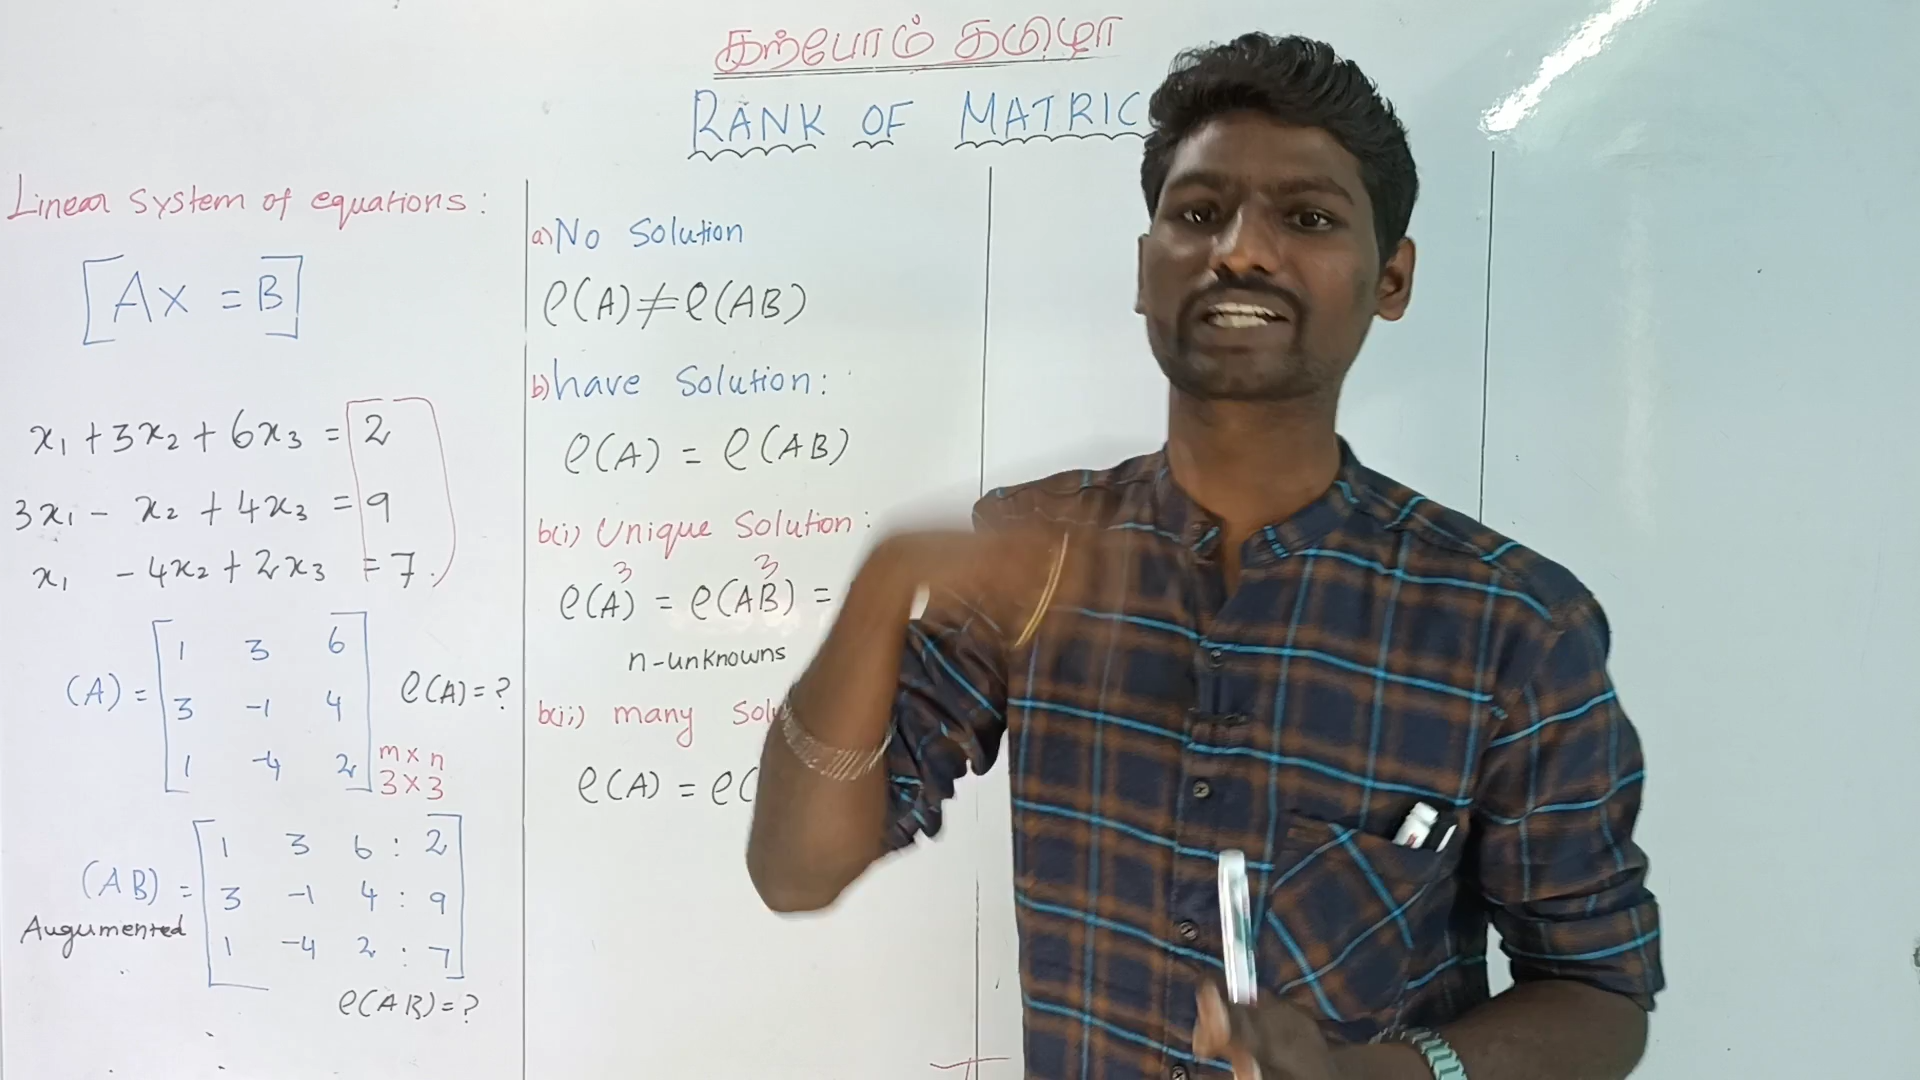 கற்போம் தமிழா
RANK OF MATRIC
Linear System of equations:
[Ax = B]
x₁ + 3x₂ + 6x₃ = 2
3x₁ - x₂ + 4x₃ = 9
x₁ - 4x₂ + 2x₃ = 7.
1 3 6
(A) = 3 -1 4 ρ(A) = ?
1 -4 2 m×n
3×3
1 3 6 : 2
(AB) = 3 -1 4 : 9
Augumented 1 -4 2 : 7
ρ(AB) = ?
a) No Solution
ρ(A) ≠ ρ(AB)
b) have Solution:
ρ(A) = ρ(AB)
b(i) Unique Solution:
3 3
ρ(A) = ρ(AB) =
n-unknowns
b(ii) many Solu
ρ(A) = ρ(